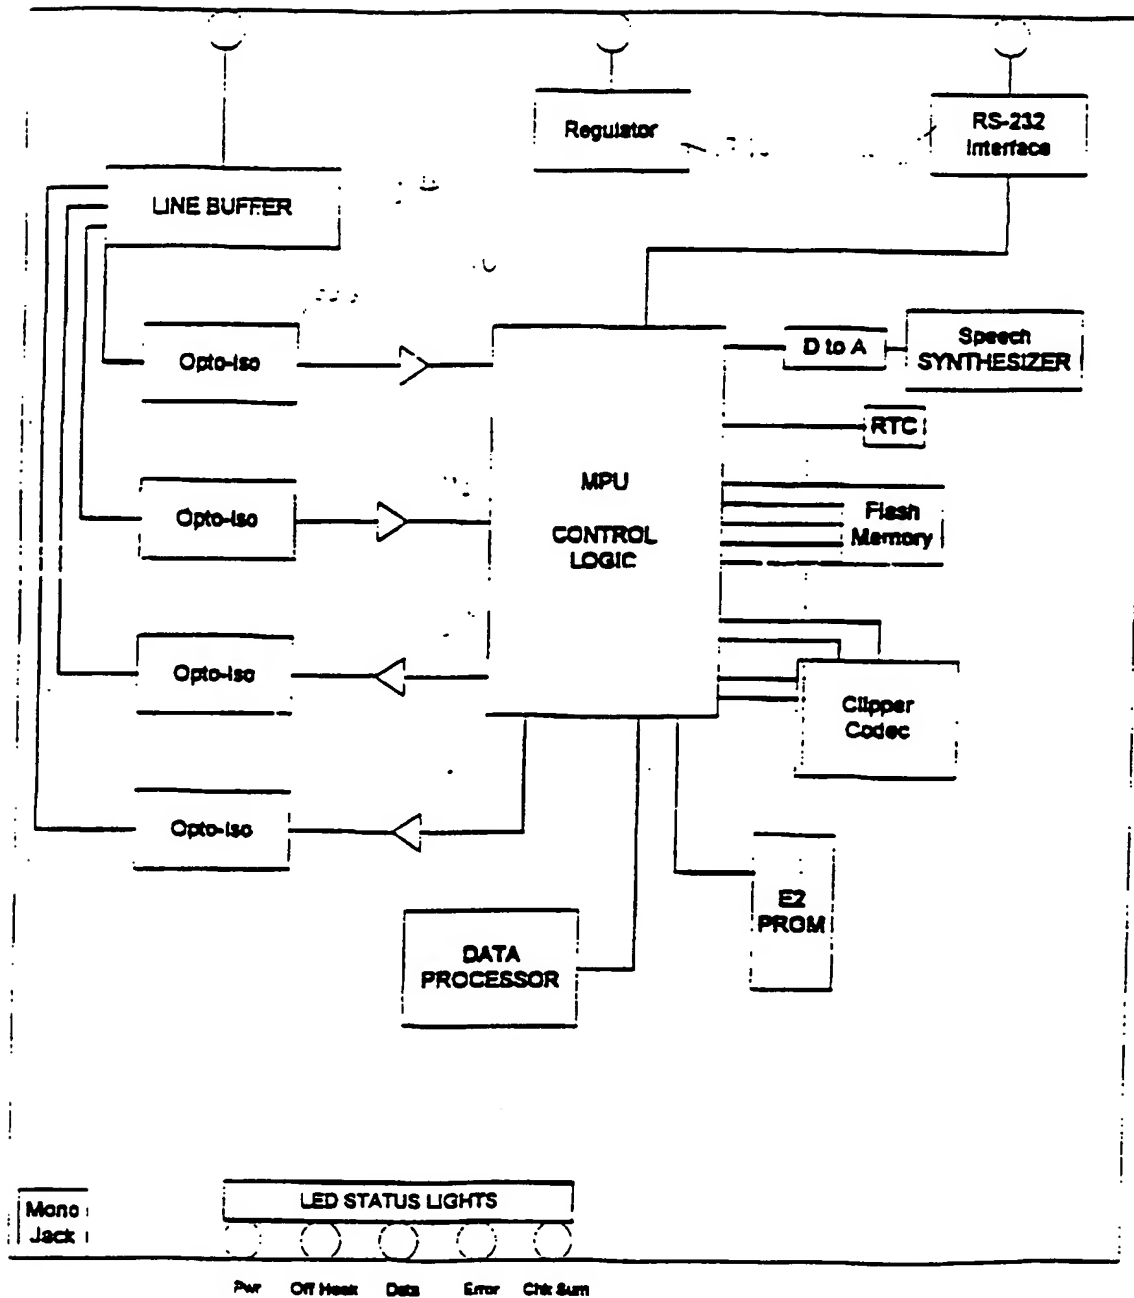 Regulator
RS-232
Interface
LINE BUFFER
Opto-Iso
D to A
Speech
SYNTHESIZER
RTC
Opto-Iso
MPU
CONTROL
LOGIC
Flash
Memory
Opto-Iso
Clipper
Codec
Opto-Iso
E2
PROM
DATA
PROCESSOR
Mono
Jack
LED STATUS LIGHTS
Pwr
Off Hook
Data
Error
Chk Sum